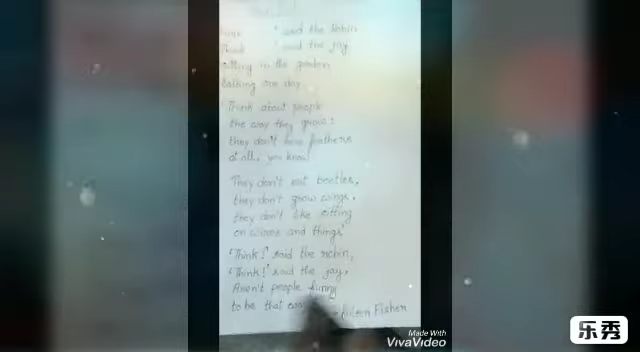 said the robin
said the jay
sitting in the garden
talking one day
'Think about people
the way they grow:
they don't have feathers
at all, you know
They don't eat beetles,
they don't grow wings,
they don't like sitting
on wires and things'
'Think!' said the robin,
'Think!' said the jay,
Aren't people funny
to be that
Aileen Fisher
Made With
VivaVideo
乐秀